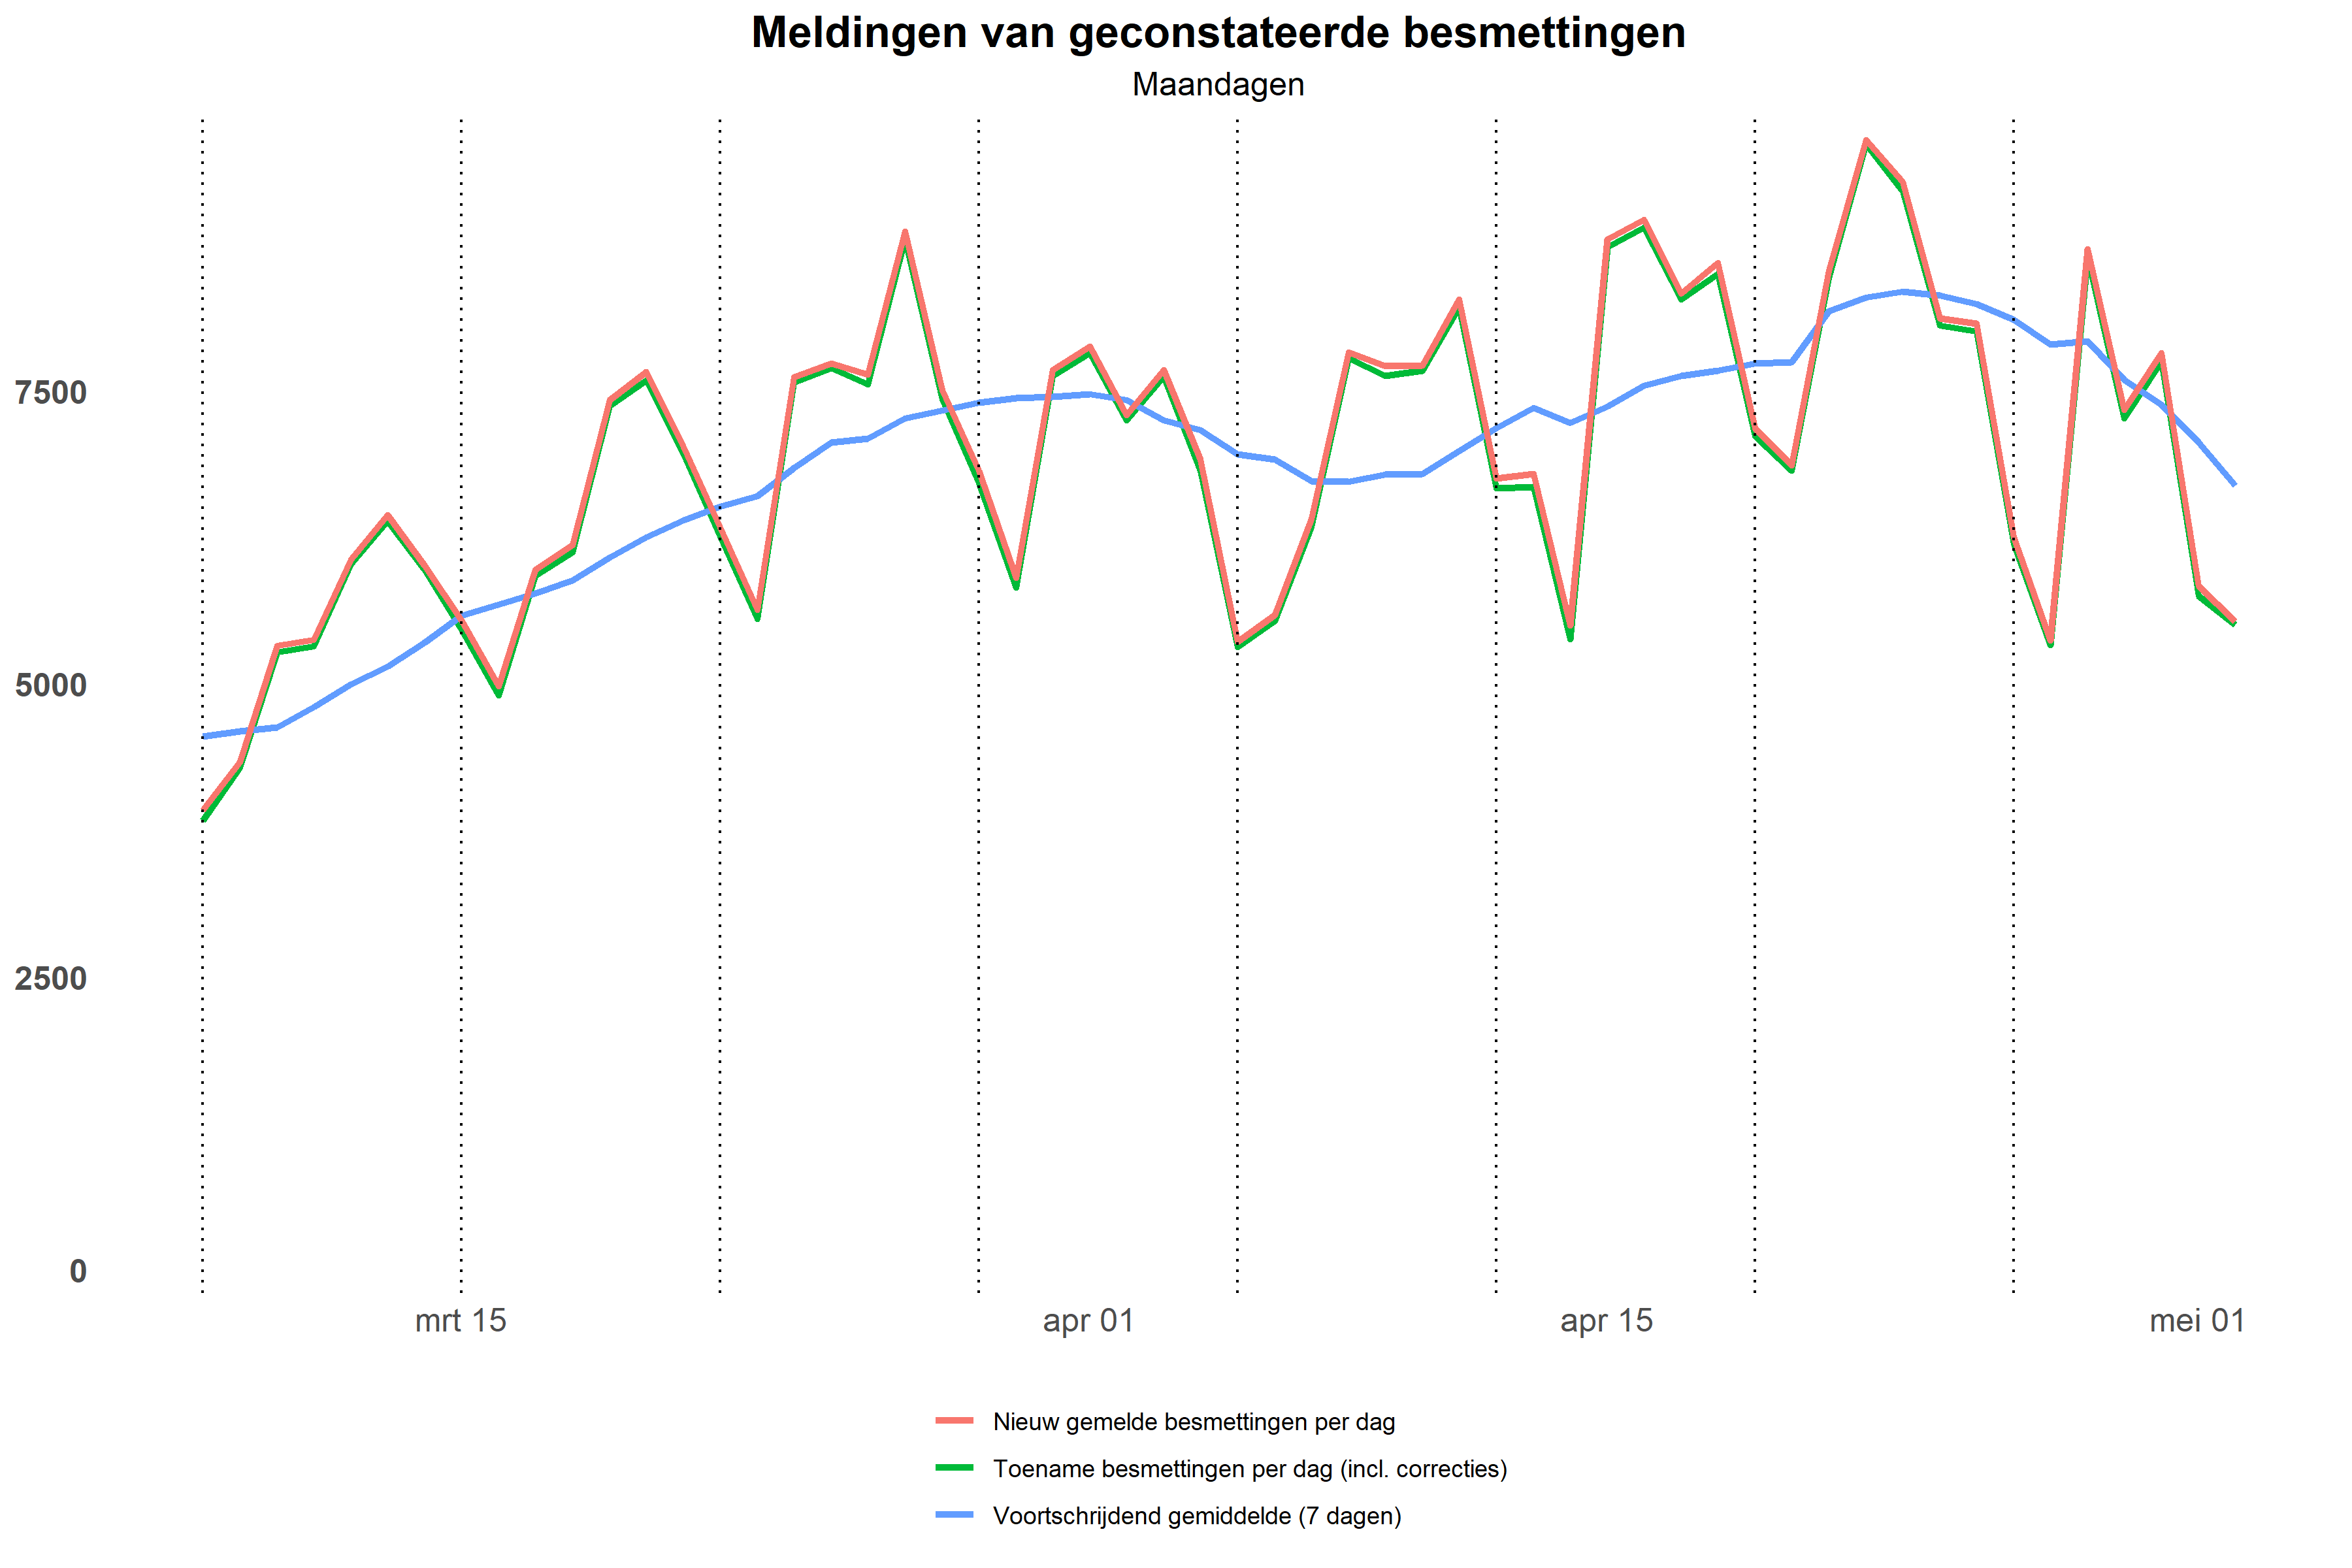 Meldingen van geconstateerde besmettingen
Maandagen
7500
5000
2500
0
mrt 15
apr 01
apr 15
mei 01
Nieuw gemelde besmettingen per dag
Toename besmettingen per dag (incl. correcties)
Voortschrijdend gemiddelde (7 dagen)